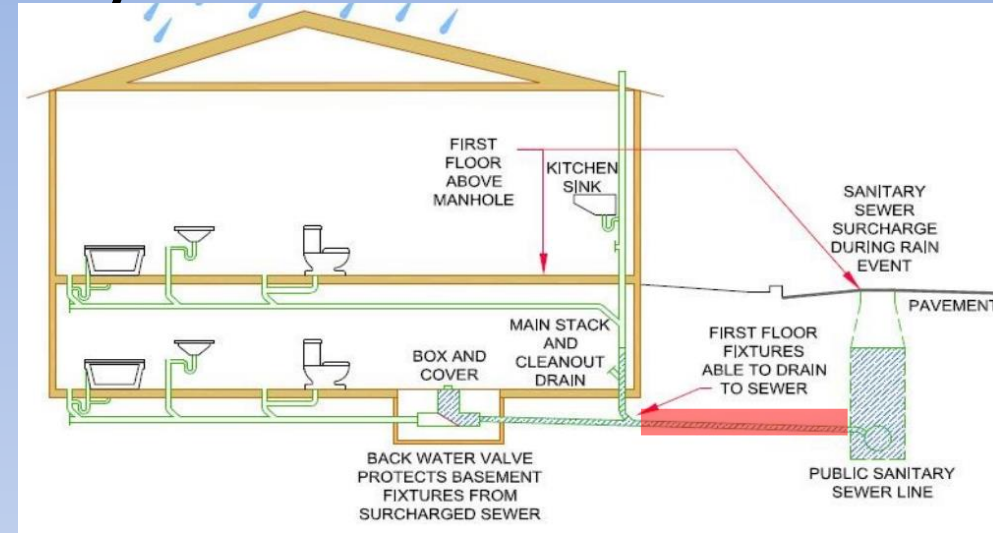 FIRST
FLOOR
ABOVE
MANHOLE
KITCHEN
SINK
SANITARY
SEWER
SURCHARGE
DURING RAIN
EVENT
PAVEMENT
MAIN STACK
AND
CLEANOUT
DRAIN
BOX AND
COVER
FIRST FLOOR
FIXTURES
ABLE TO DRAIN
TO SEWER
BACK WATER VALVE
PROTECTS BASEMENT
FIXTURES FROM
SURCHARGED SEWER
PUBLIC SANITARY
SEWER LINE